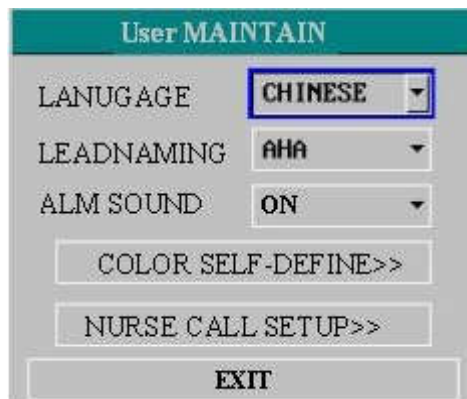 User MAINTAIN
LANUGAGE CHINESE
LEADNAMING AHA
ALM SOUND ON
COLOR SELF-DEFINE>>
NURSE CALL SETUP>>
EXIT